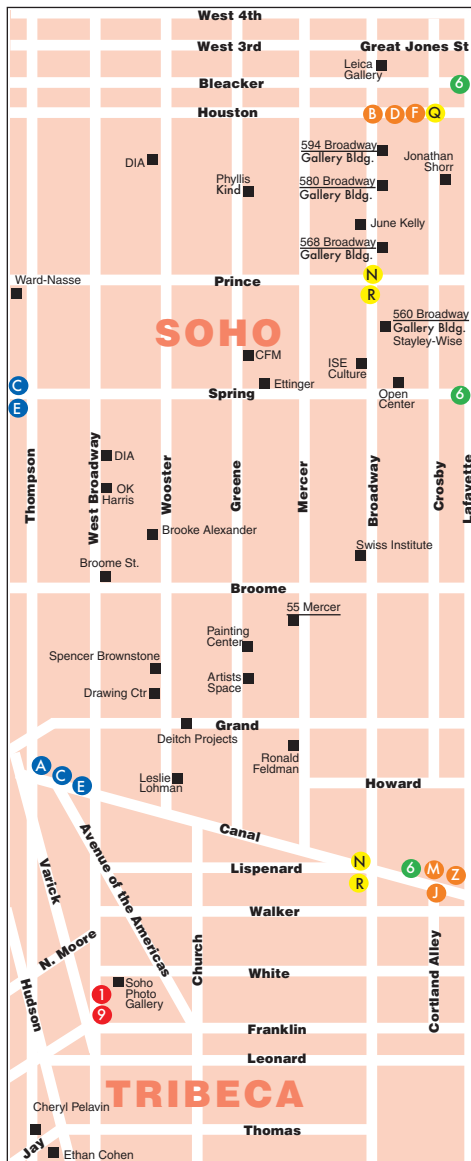 West 4th
West 3rd
Great Jones St
Leica
Gallery
Bleacker
6
Houston
B D F Q
594 Broadway
Gallery Bldg.
DIA
Jonathan
Shorr
Phyllis
Kind
580 Broadway
Gallery Bldg.
June Kelly
568 Broadway
Gallery Bldg.
N
R
Prince
Ward-Nasse
560 Broadway
Gallery Bldg.
Stayley-Wise
SOHO
CFM
ISE
Culture
Ettinger
Open
Center
C
E
Spring
6
Thompson
West Broadway
Wooster
Greene
Mercer
Broadway
Crosby
Lafayette
DIA
OK
Harris
Brooke Alexander
Swiss Institute
Broome St.
Broome
55 Mercer
Painting
Center
Spencer Brownstone
Artists
Space
Drawing Ctr
Grand
Deitch Projects
Ronald
Feldman
A C E
Leslie
Lohman
Howard
Canal
Avenue of the Americas
Lispenard
N
R
6 M Z
J
Varick
Walker
N. Moore
Church
Cortland Alley
White
Soho
Photo
Gallery
1
9
Hudson
Franklin
Leonard
TRIBECA
Cheryl Pelavin
Thomas
Jay
Ethan Cohen